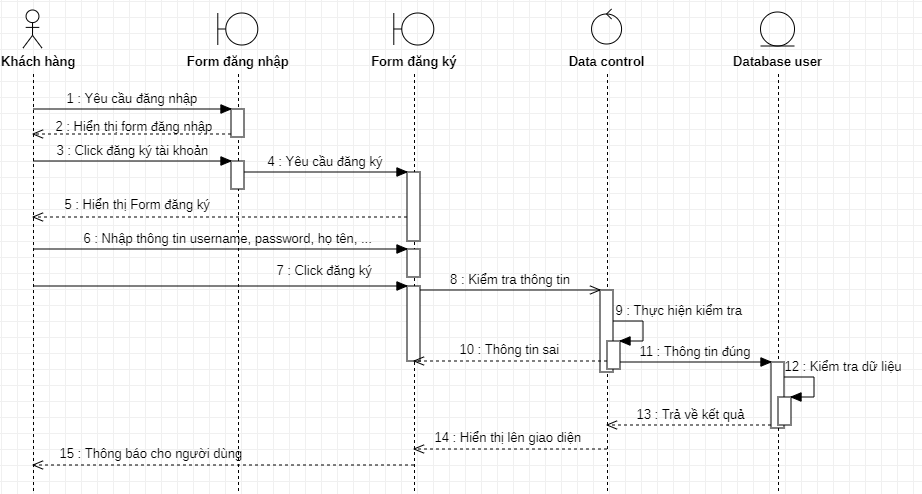 Khách hàng
Form đăng nhập
Form đăng ký
Data control
Database user
1 : Yêu cầu đăng nhập
2 : Hiển thị form đăng nhập
3 : Click đăng ký tài khoản
4 : Yêu cầu đăng ký
5 : Hiển thị Form đăng ký
6 : Nhập thông tin username, password, họ tên, ...
7 : Click đăng ký
8 : Kiểm tra thông tin
9 : Thực hiện kiểm tra
10 : Thông tin sai
11 : Thông tin đúng
12 : Kiểm tra dữ liệu
13 : Trả về kết quả
14 : Hiển thị lên giao diện
15 : Thông báo cho người dùng